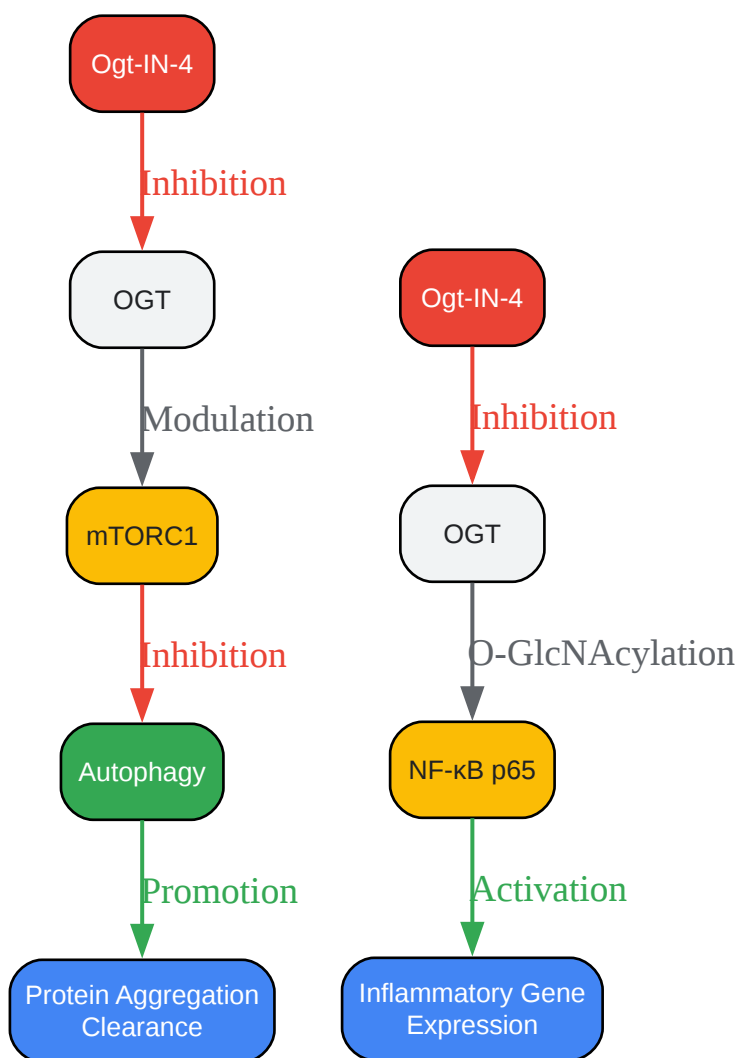 Ogt-IN-4
Inhibition
OGT
Modulation
mTORC1
Inhibition
Autophagy
Promotion
Protein Aggregation
Clearance
Ogt-IN-4
Inhibition
OGT
O-GlcNAcylation
NF-κB p65
Activation
Inflammatory Gene
Expression